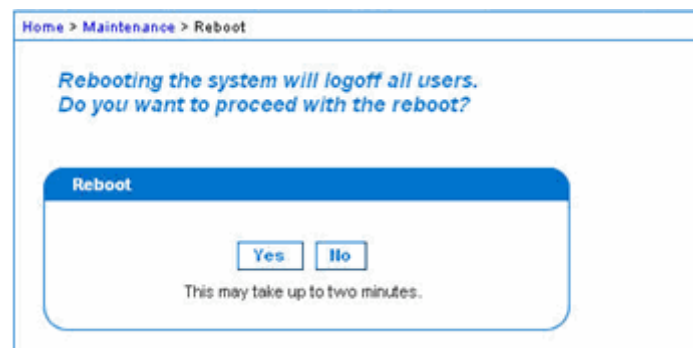 Home > Maintenance > Reboot
Rebooting the system will logoff all users.
Do you want to proceed with the reboot?
Reboot
Yes No
This may take up to two minutes.